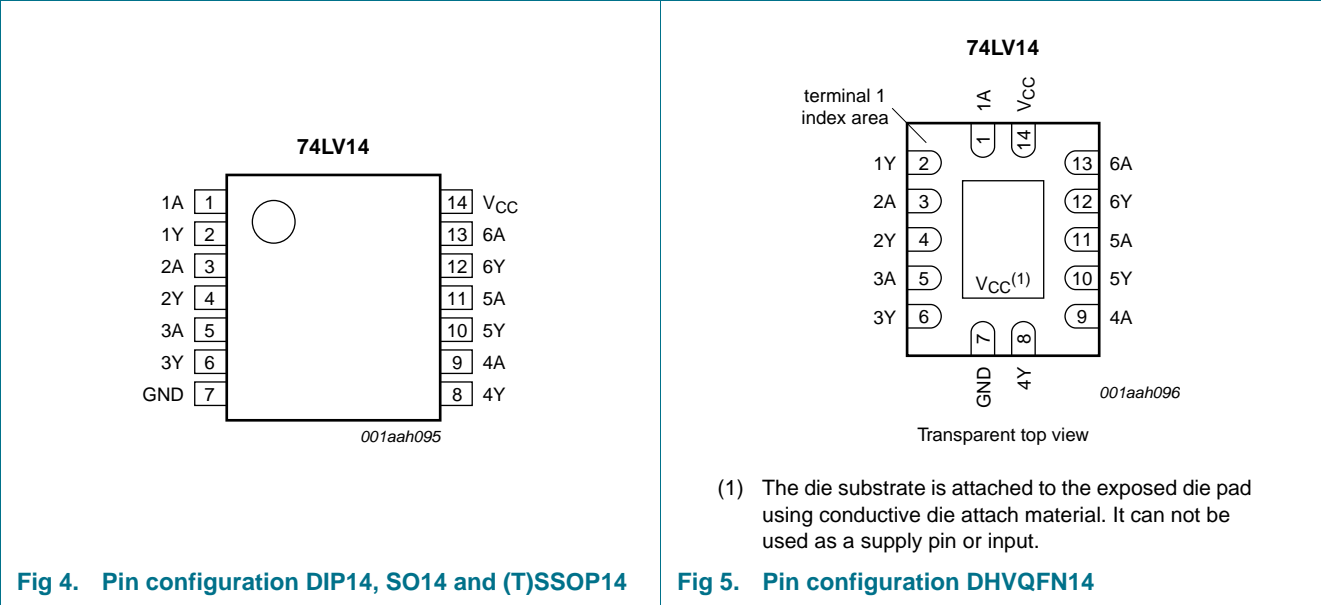 74LV14
1A 1
1Y 2
2A 3
2Y 4
3A 5
3Y 6
GND 7
14 VCC
13 6A
12 6Y
11 5A
10 5Y
9 4A
8 4Y
001aah095
Fig 4. Pin configuration DIP14, SO14 and (T)SSOP14
74LV14
terminal 1
index area
1A
VCC
1
14
1Y 2
2A 3
2Y 4
3A 5
3Y 6
13 6A
12 6Y
11 5A
10 5Y
9 4A
VCC(1)
7
8
GND
4Y
001aah096
Transparent top view
(1) The die substrate is attached to the exposed die pad
using conductive die attach material. It can not be
used as a supply pin or input.
Fig 5. Pin configuration DHVQFN14